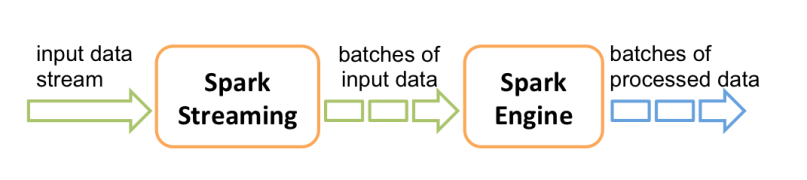 input data
stream
Spark
Streaming
batches of
input data
Spark
Engine
batches of
processed data